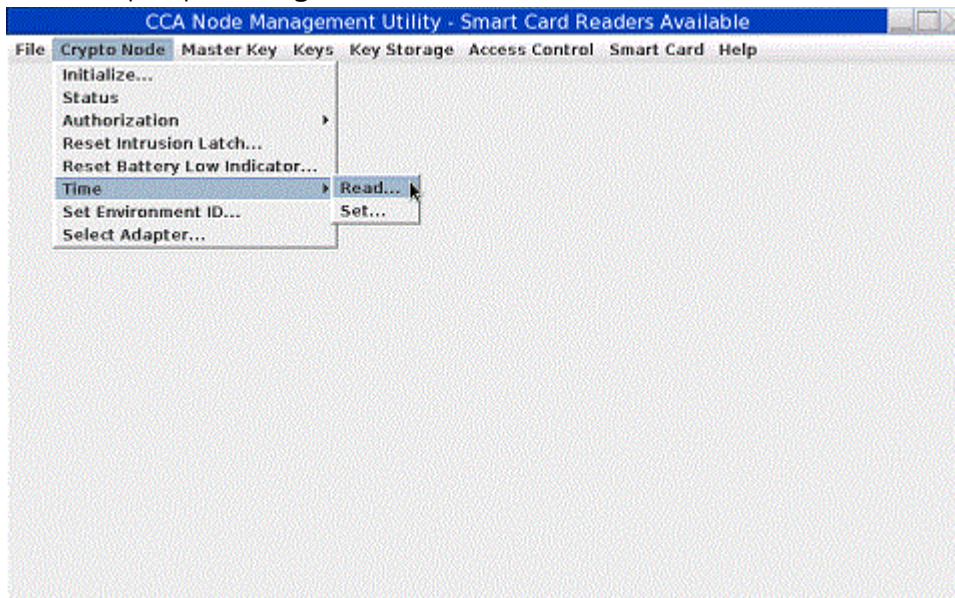 CCA Node Management Utility - Smart Card Readers Available
File Crypto Node Master Key Keys Key Storage Access Control Smart Card Help
Initialize...
Status
Authorization
Reset Intrusion Latch...
Reset Battery Low Indicator...
Time Read...
Set Environment ID... Set...
Select Adapter...